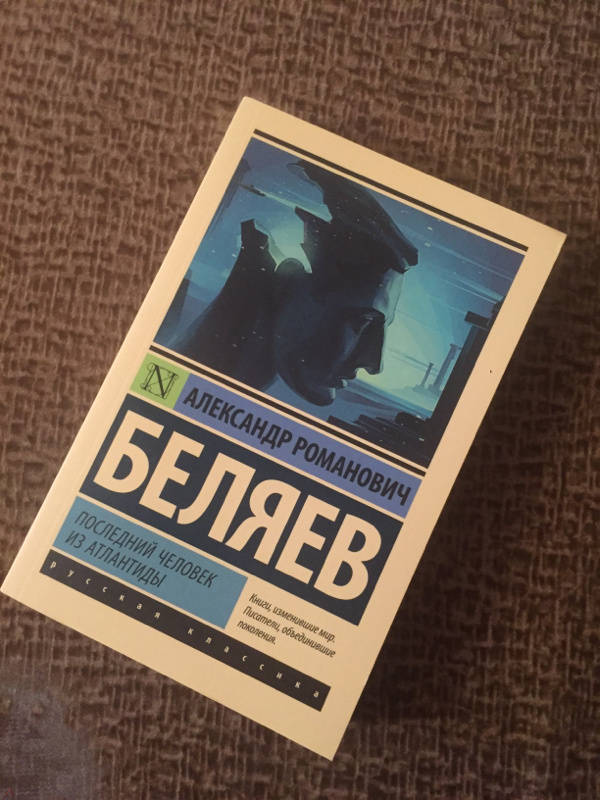 N
АЛЕКСАНДР РОМАНОВИЧ
БЕЛЯЕВ
ПОСЛЕДНИЙ ЧЕЛОВЕК
ИЗ АТЛАНТИДЫ
Книги, изменившие мир.
Писатели, объединившие
поколения.
русская классика